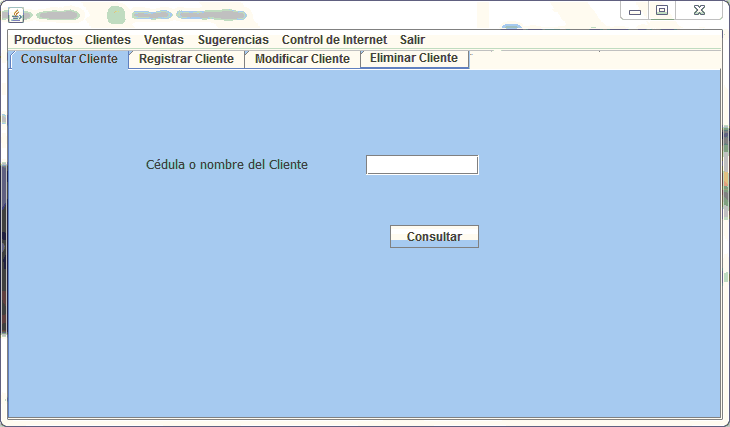 Productos Clientes Ventas Sugerencias Control de Internet Salir
Consultar Cliente Registrar Cliente Modificar Cliente Eliminar Cliente
Cédula o nombre del Cliente
Consultar